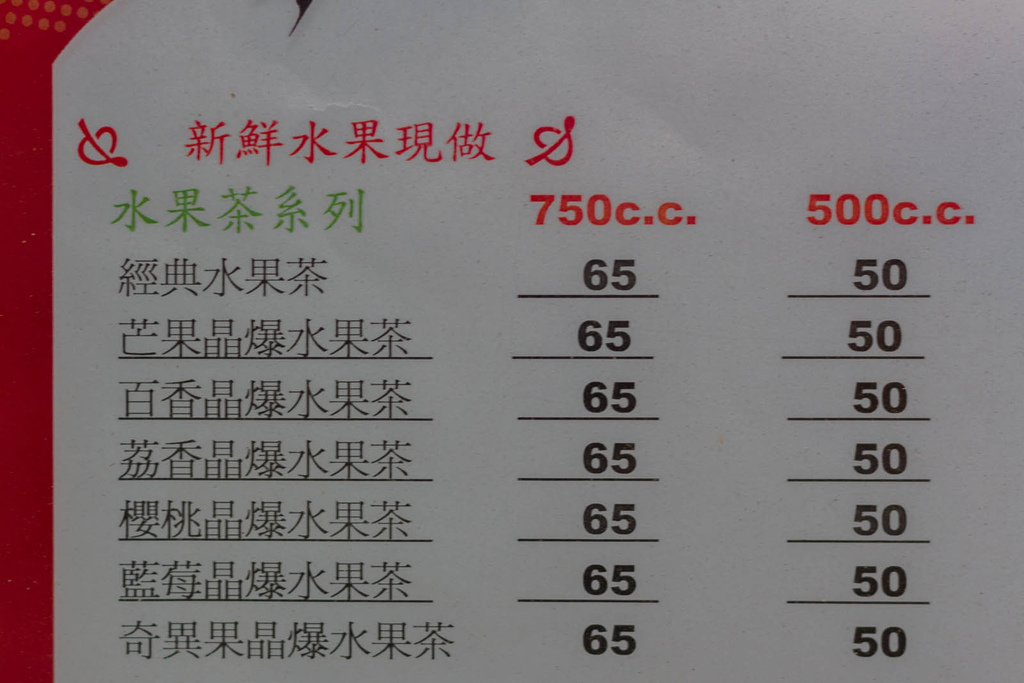 新鮮水果現做
水果茶系列 750c.c. 500c.c.
經典水果茶 65 50
芒果晶爆水果茶 65 50
百香晶爆水果茶 65 50
荔香晶爆水果茶 65 50
櫻桃晶爆水果茶 65 50
藍莓晶爆水果茶 65 50
奇異果晶爆水果茶 65 50